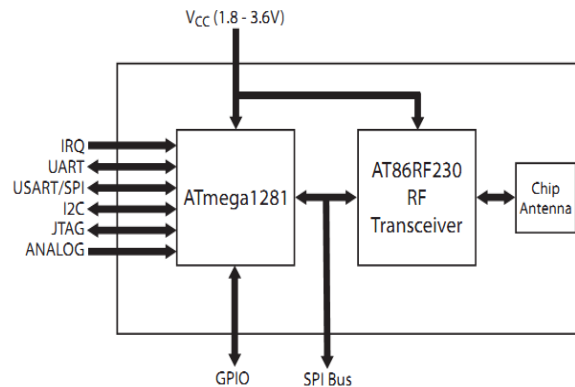 VCC (1.8 - 3.6V)
IRQ
UART
USART/SPI
I2C
JTAG
ANALOG
ATmega1281
AT86RF230
RF
Transceiver
Chip
Antenna
GPIO
SPI Bus